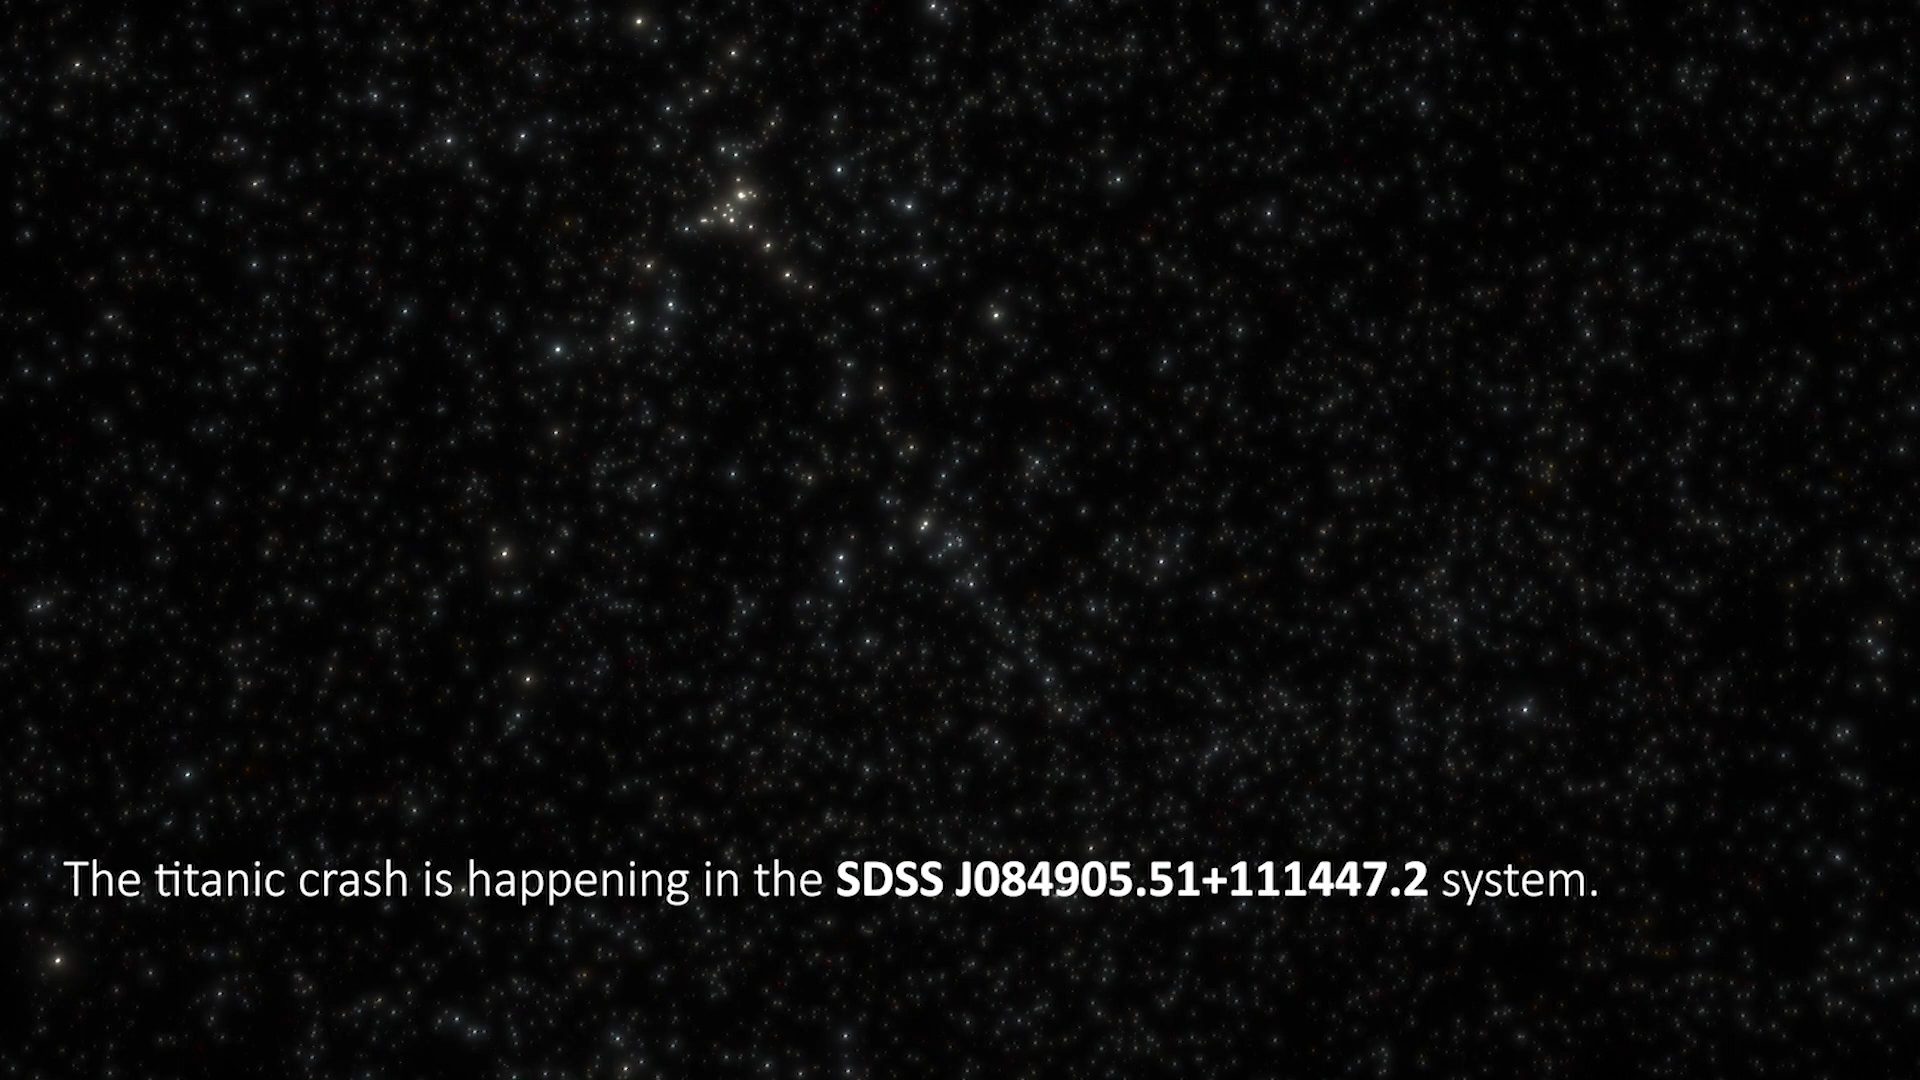 The titanic crash is happening in the SDSS J084905.51+111447.2 system.